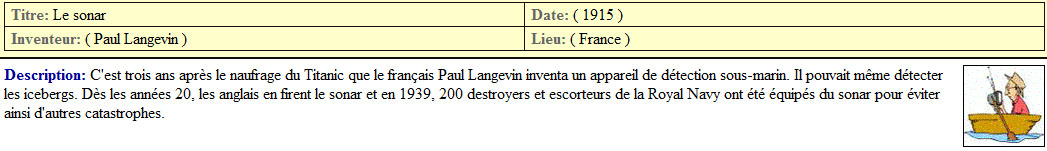 Titre: Le sonar Date: ( 1915 )
Inventeur: ( Paul Langevin ) Lieu: ( France )
Description: C'est trois ans après le naufrage du Titanic que le français Paul Langevin inventa un appareil de détection sous-marin. Il pouvait même détecter
les icebergs. Dès les années 20, les anglais en firent le sonar et en 1939, 200 destroyers et escorteurs de la Royal Navy ont été équipés du sonar pour éviter
ainsi d'autres catastrophes.